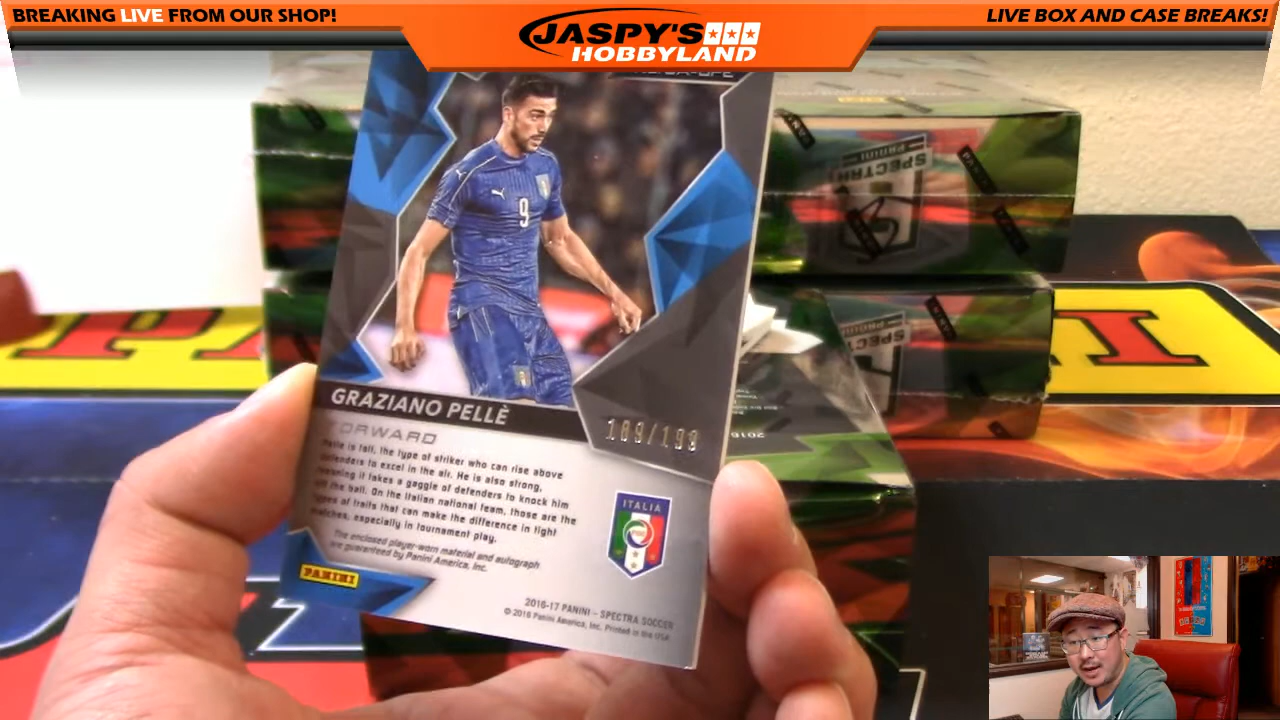 BREAKING LIVE FROM OUR SHOP!
JASPY'S
HOBBYLAND
LIVE BOX AND CASE BREAKS!
9
GRAZIANO PELLÈ
FORWARD
Pelle is tall, the type of striker who can rise above
defenders to excel in the air. He is also strong,
meaning it takes a gaggle of defenders to knock him
off the ball. On the Italian national team, those are the
types of traits that can make the difference in tight
matches, especially in tournament play.
The enclosed player-worn material and autograph
are guaranteed by Panini America, Inc.
PANINI
/199
ITALIA
2016-17 PANINI – SPECTRA SOCCER
© 2016 Panini America, Inc. Printed in the USA
SPECTRA
PANINI
2016